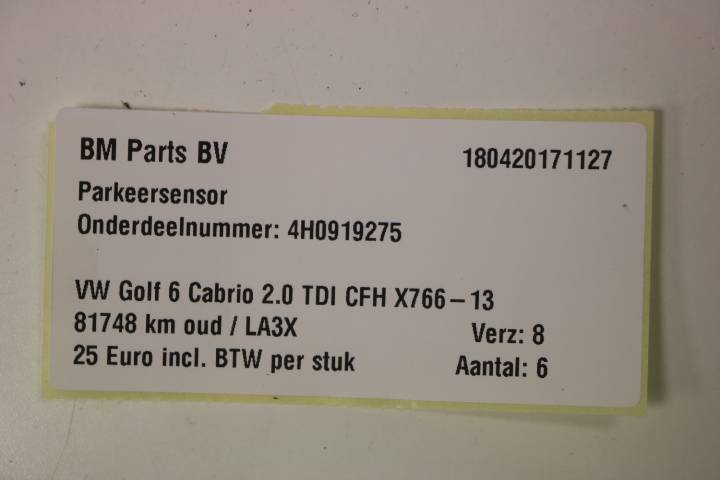 BM Parts BV 180420171127
Parkeersensor
Onderdeelnummer: 4H0919275
VW Golf 6 Cabrio 2.0 TDI CFH X766-13
81748 km oud / LA3X Verz: 8
25 Euro incl. BTW per stuk Aantal: 6